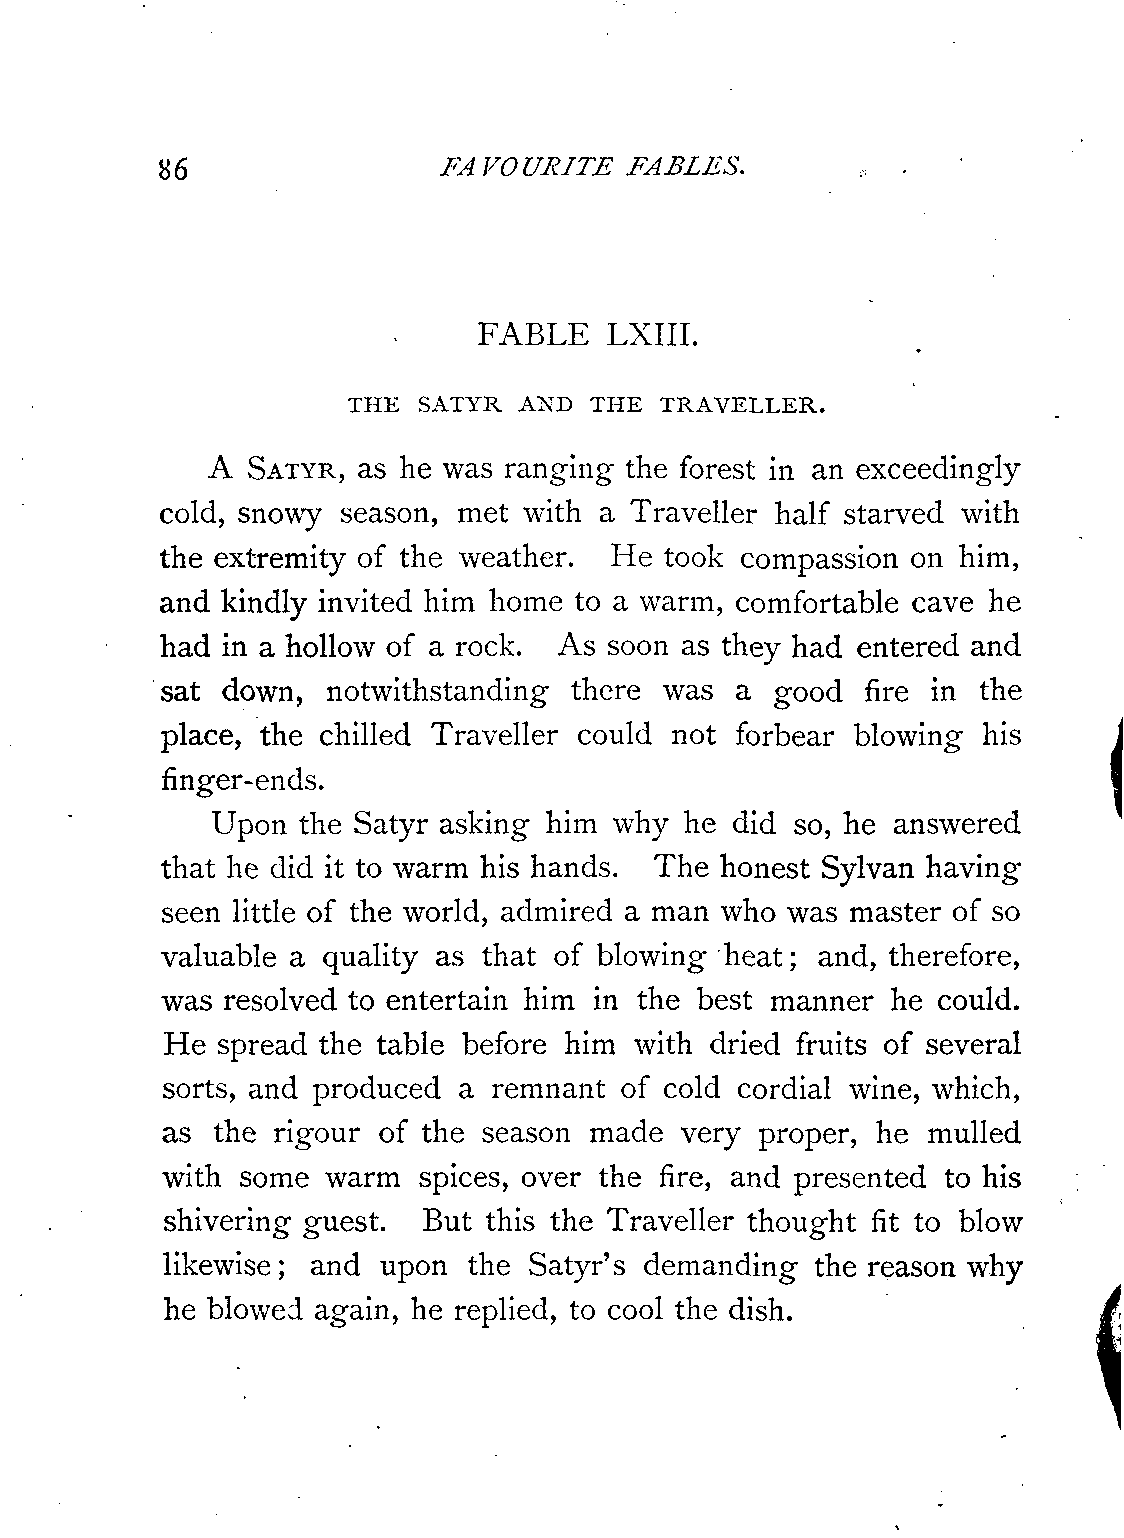 86 FAVOURITE FABLES.
FABLE LXIII.
THE SATYR AND THE TRAVELLER.
A SATYR, as he was ranging the forest in an exceedingly
cold, snowy season, met with a Traveller half starved with
the extremity of the weather. He took compassion on him,
and kindly invited him home to a warm, comfortable cave he
had in a hollow of a rock. As soon as they had entered and
sat down, notwithstanding there was a good fire in the
place, the chilled Traveller could not forbear blowing his
finger-ends.
Upon the Satyr asking him why he did so, he answered
that he did it to warm his hands. The honest Sylvan having
seen little of the world, admired a man who was master of so
valuable a quality as that of blowing heat; and, therefore,
was resolved to entertain him in the best manner he could.
He spread the table before him with dried fruits of several
sorts, and produced a remnant of cold cordial wine, which,
as the rigour of the season made very proper, he mulled
with some warm spices, over the fire, and presented to his
shivering guest. But this the Traveller thought fit to blow
likewise; and upon the Satyr's demanding the reason why
he blowed again, he replied, to cool the dish.